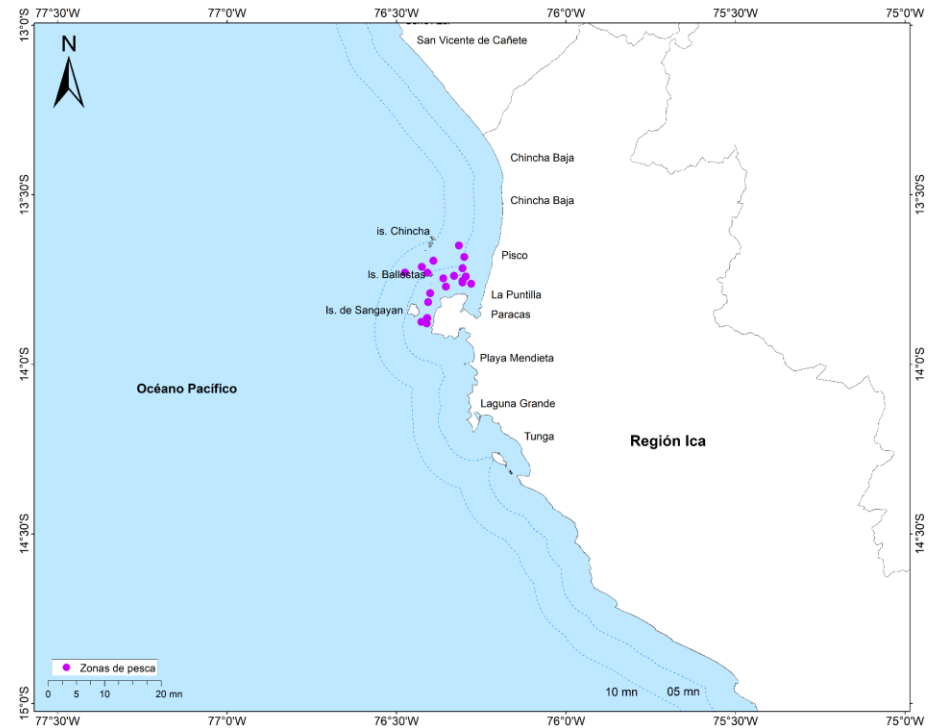 77°30'W 77°0'W 76°30'W 76°0'W 75°30'W 75°0'W
13°0'S
13°0'S
N
San Vicente de Cañete
Chincha Baja
13°30'S
13°30'S
Chincha Baja
is. Chincha
Pisco
Is. Ballestas
La Puntilla
Is. de Sangayan
Paracas
Playa Mendieta
14°0'S
14°0'S
Océano Pacífico
Laguna Grande
Tunga
Región Ica
14°30'S
14°30'S
Zonas de pesca
0 5 10 20 mn
10 mn 05 mn
15°0'S
15°0'S
77°30'W 77°0'W 76°30'W 76°0'W 75°30'W 75°0'W